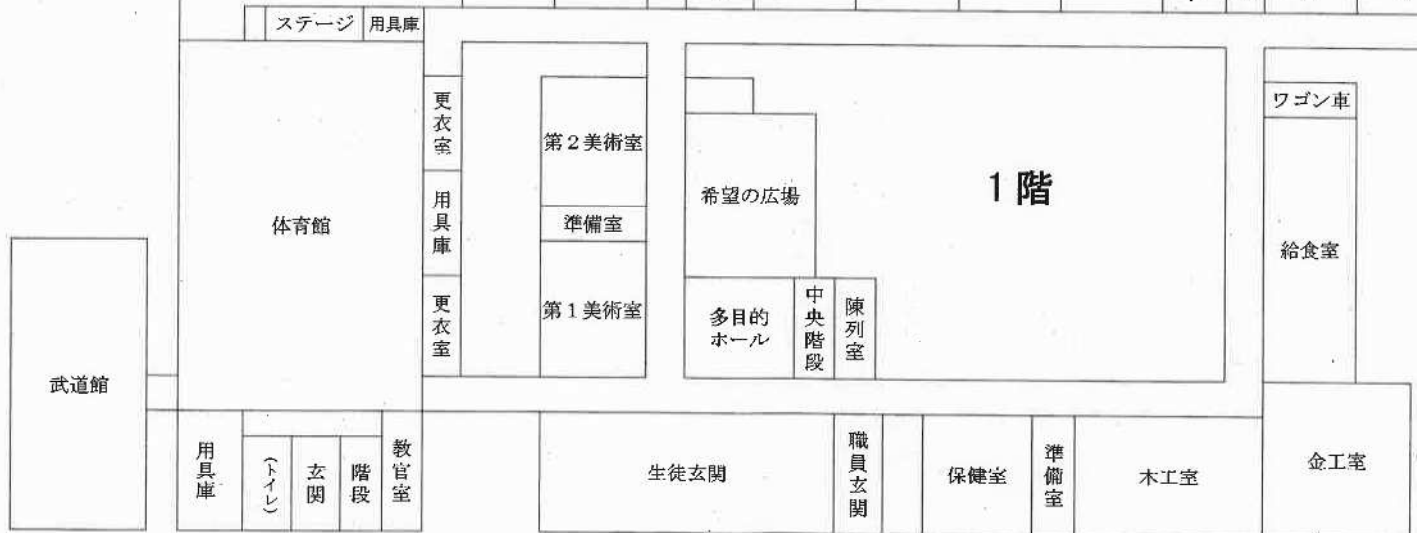 ステージ
用具庫
更衣室
用具庫
更衣室
体育館
武道館
用具庫
(トイレ)
玄関
階段
教官室
第2美術室
準備室
第1美術室
希望の広場
多目的
ホール
中央階段
陳列室
1階
ワゴン車
給食室
金工室
生徒玄関
職員玄関
保健室
準備室
木工室